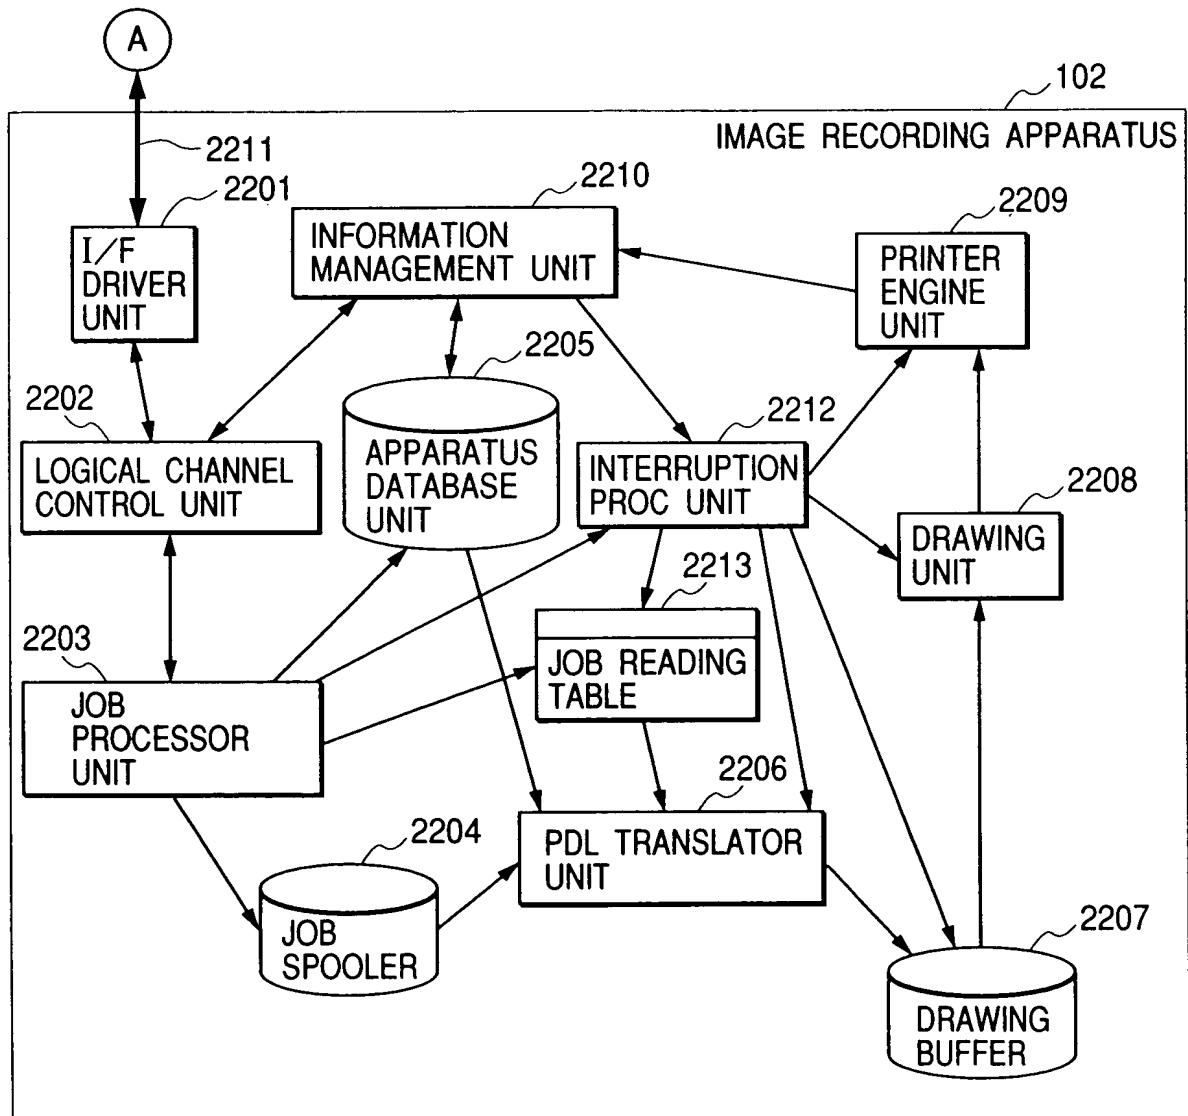 A
102
IMAGE RECORDING APPARATUS
2211
2201
2210
2209
I/F
DRIVER
UNIT
INFORMATION
MANAGEMENT UNIT
PRINTER
ENGINE
UNIT
2205
2202
2212
LOGICAL CHANNEL
CONTROL UNIT
APPARATUS
DATABASE
UNIT
INTERRUPTION
PROC UNIT
2208
DRAWING
UNIT
2213
2203
JOB READING
TABLE
JOB
PROCESSOR
UNIT
2206
2204
PDL TRANSLATOR
UNIT
JOB
SPOOLER
2207
DRAWING
BUFFER